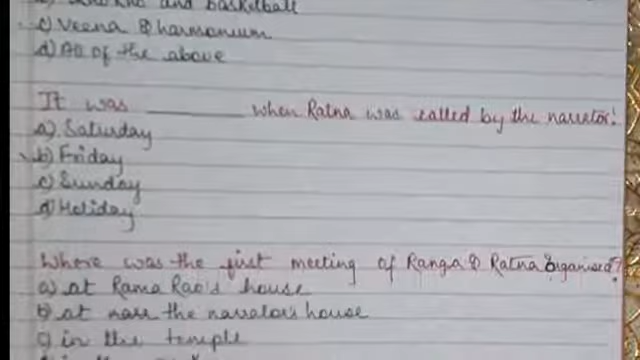 and basketball
c) Veena & harmonium
d) All of the above
It was ________ when Ratna was called by the narrator!
a) Saturday
b) Friday
c) Sunday
d) Holiday
Where was the first meeting of Ranga & Ratna organised?
a) at Rama Rao's house
b) at the narrator's house
c) in the temple